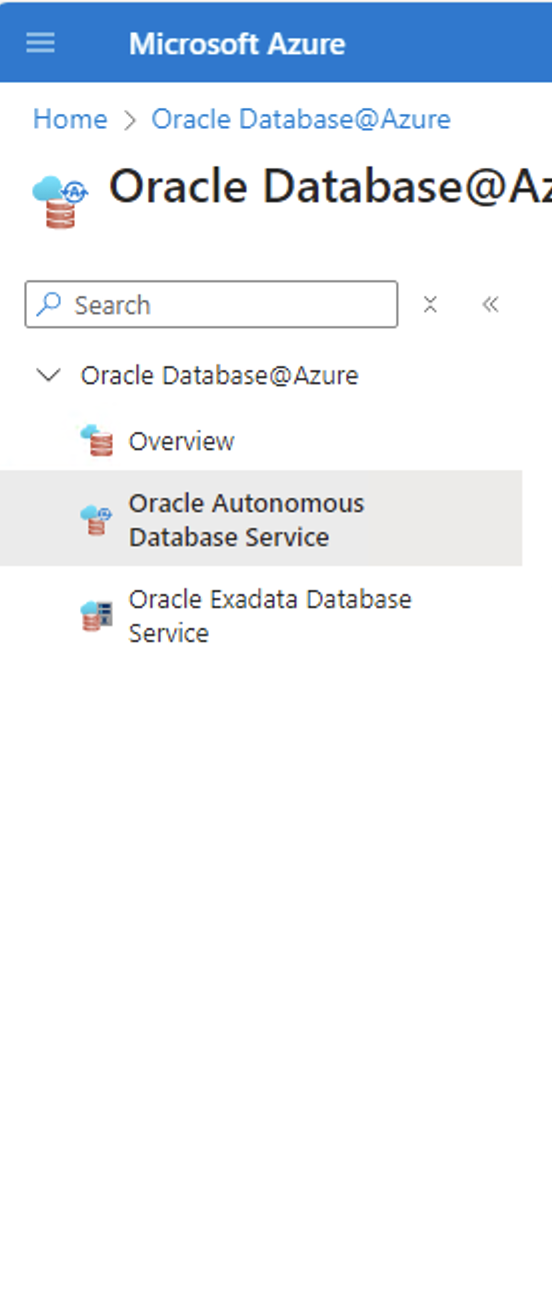 Microsoft Azure
Home > Oracle Database@Azure
Oracle Database@Az
Search
Oracle Database@Azure
Overview
Oracle Autonomous
Database Service
Oracle Exadata Database
Service